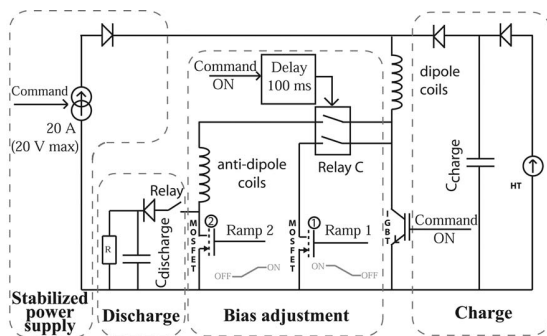 Command
20 A
(20 V max)
Stabilized
power
supply
Command
ON
Delay
100 ms
Relay C
anti-dipole
coils
dipole
coils
Relay
R
Cdischarge
MOSFET
2
Ramp 2
OFF
ON
MOSFET
1
Ramp 1
ON
OFF
IGBT
Command
ON
Ccharge
HT
Discharge
Bias adjustment
Charge